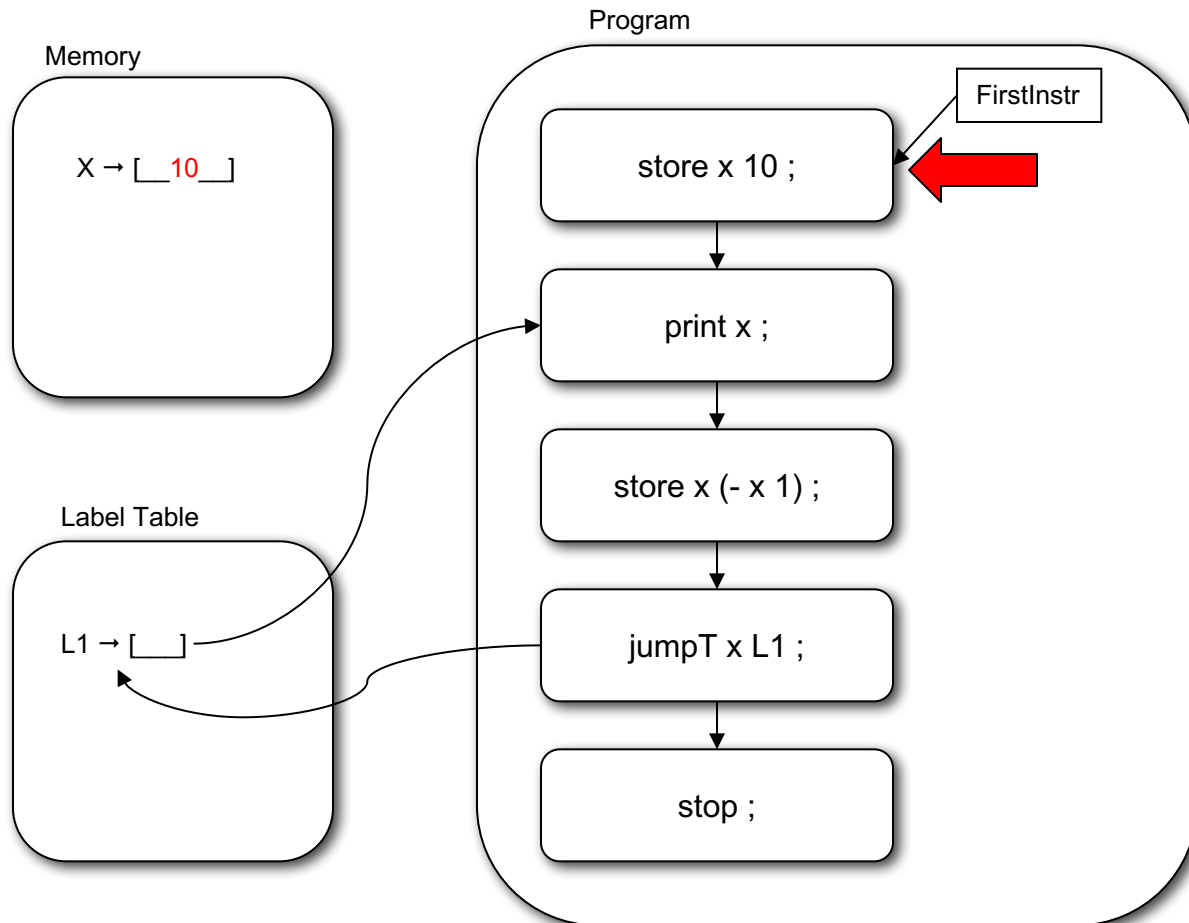 Program
Memory
FirstInstr
X → [__10__]
store x 10 ;
print x ;
store x (- x 1) ;
Label Table
L1 → [___]
jumpT x L1 ;
stop ;